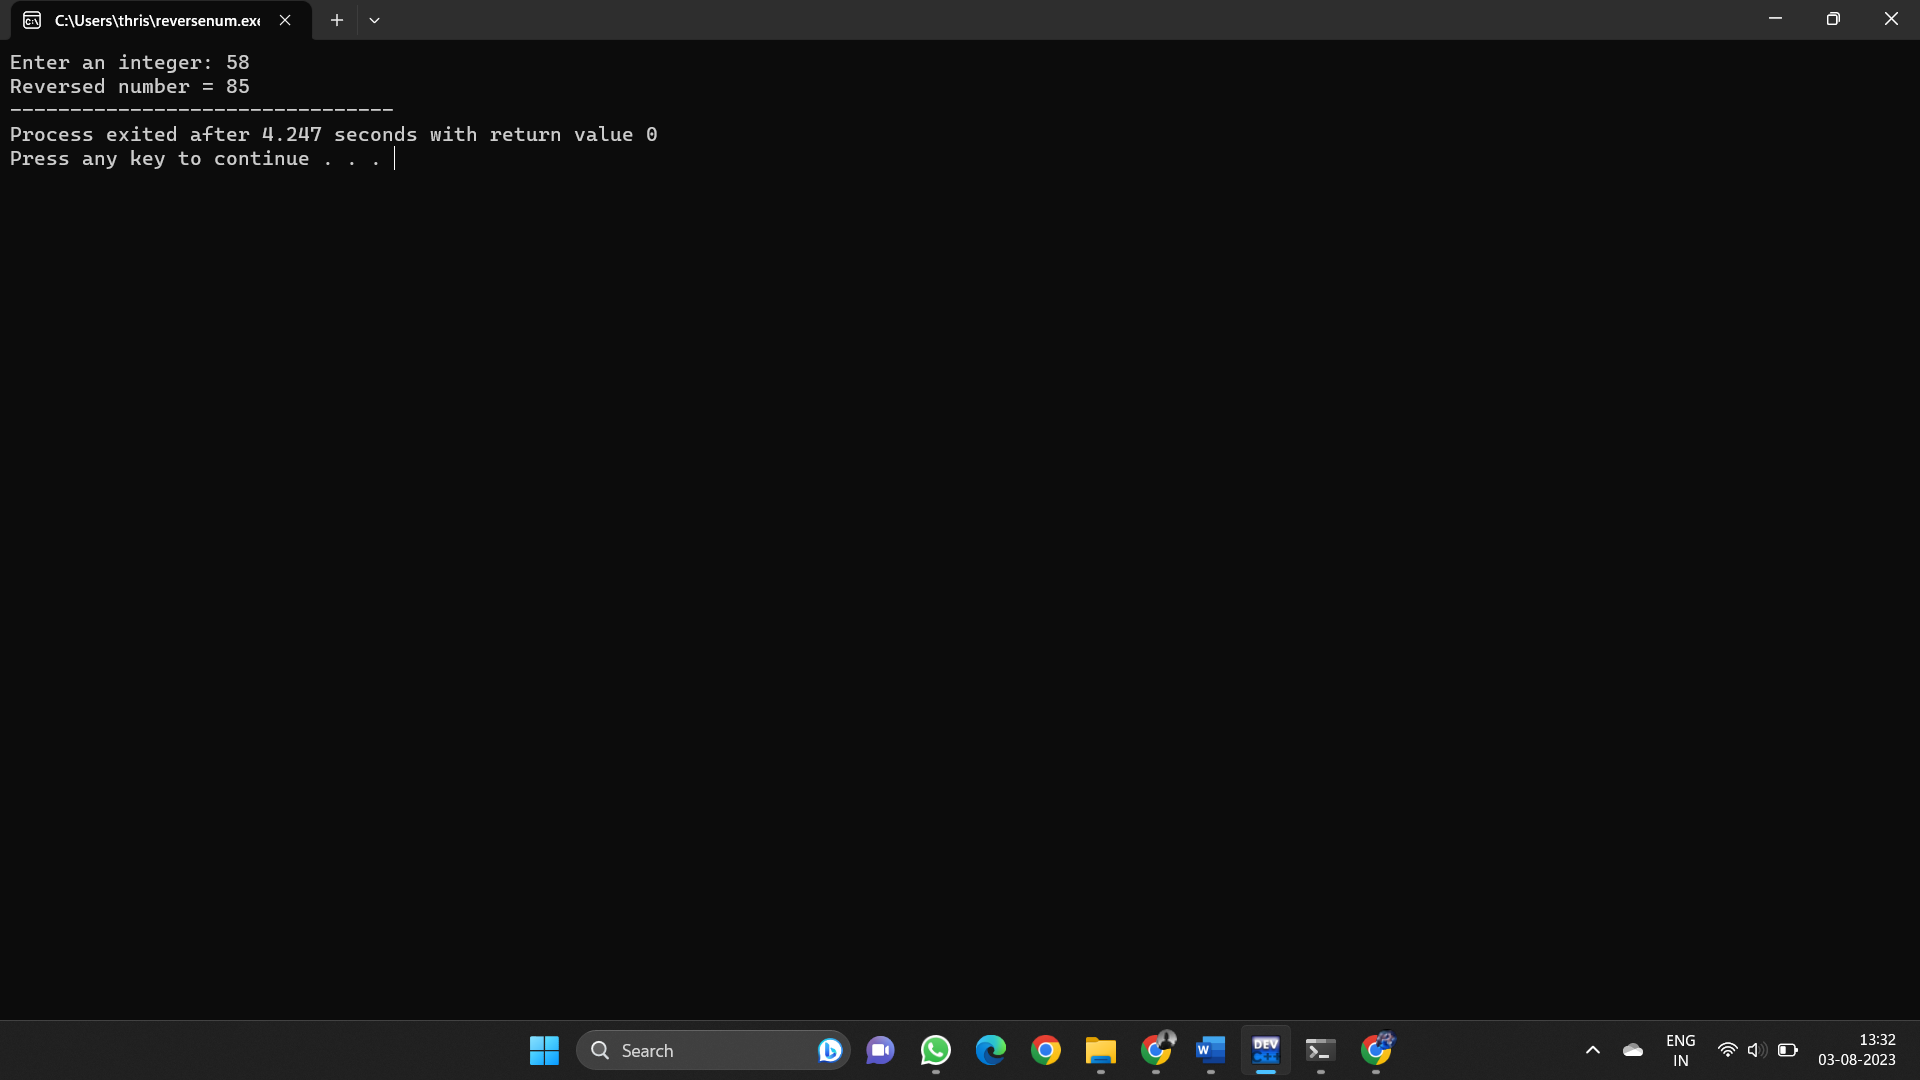 C:\Users\thris\reversenum.exe
Enter an integer: 58
Reversed number = 85
--------------------------------
Process exited after 4.247 seconds with return value 0
Press any key to continue . . .
Search
W
DEV
C++
ENG
IN
13:32
03-08-2023